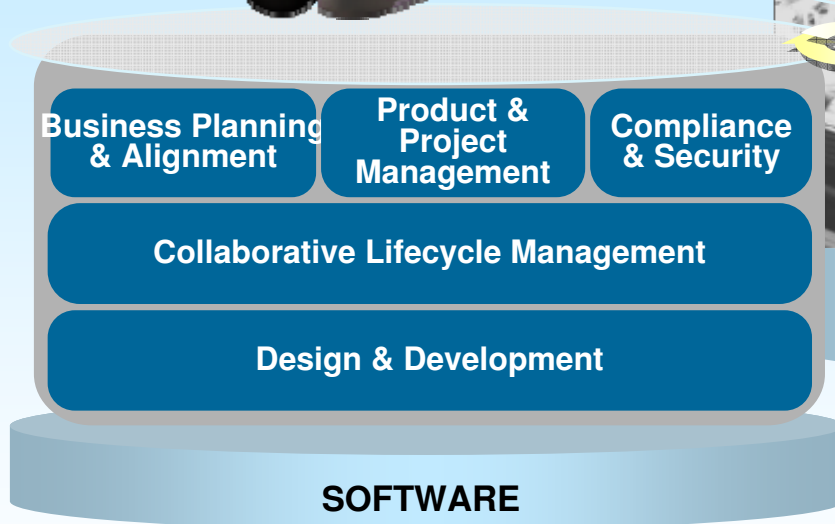 Business Planning
& Alignment
Product &
Project
Management
Compliance
& Security
Collaborative Lifecycle Management
Design & Development
SOFTWARE